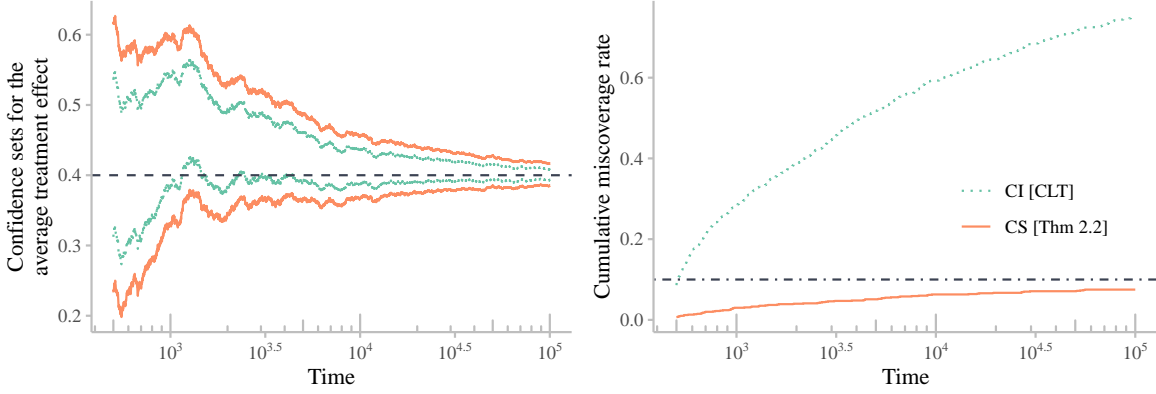 Confidence sets for the
average treatment effect
0.6
0.5
0.4
0.3
0.2
10^3
10^3.5
10^4
10^4.5
10^5
Time
Cumulative miscoverage rate
0.6
0.4
0.2
0.0
CI [CLT]
CS [Thm 2.2]
10^3
10^3.5
10^4
10^4.5
10^5
Time